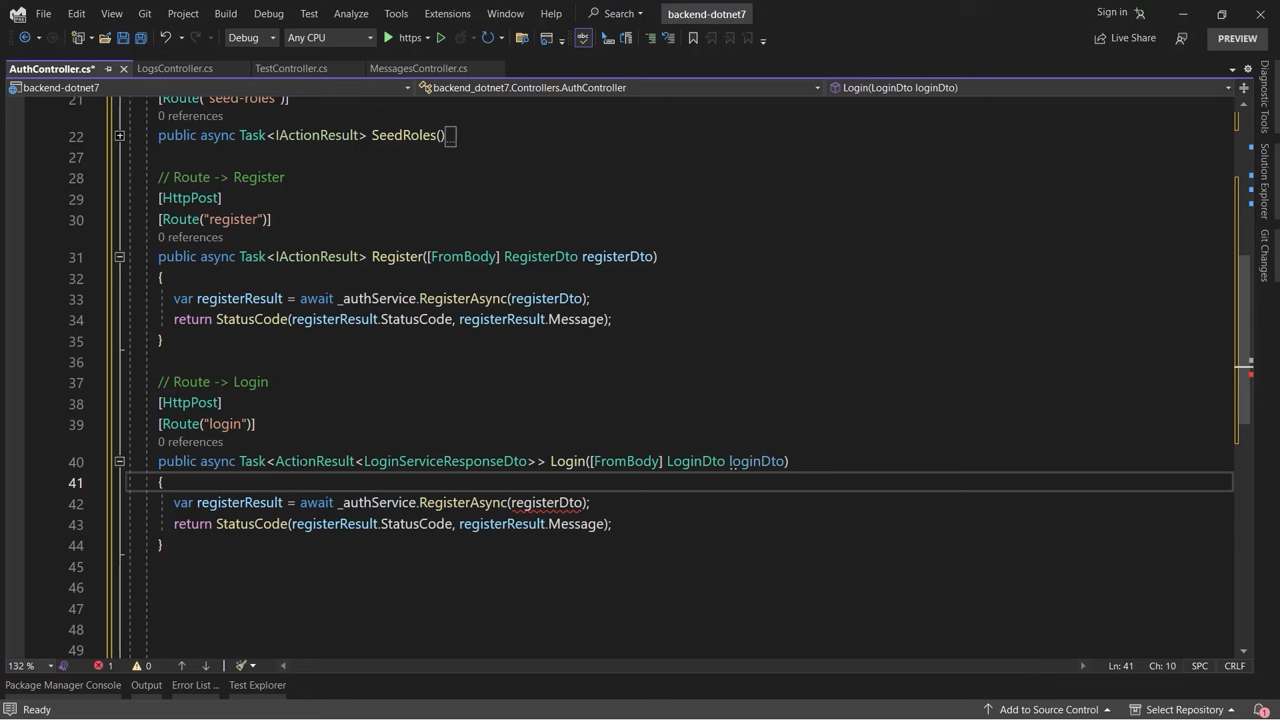 File Edit View Git Project Build Debug Test Analyze Tools Extensions Window Help Search backend-dotnet7 Sign in
Debug Any CPU https Live Share PREVIEW
AuthController.cs* LogsController.cs TestController.cs MessagesController.cs
backend-dotnet7 backend_dotnet7.Controllers.AuthController Login(LoginDto loginDto)
21 [Route("seed-roles")]
0 references
22 public async Task<IActionResult> SeedRoles()...
27
28 // Route -> Register
29 [HttpPost]
30 [Route("register")]
0 references
31 public async Task<IActionResult> Register([FromBody] RegisterDto registerDto)
32 {
33 var registerResult = await _authService.RegisterAsync(registerDto);
34 return StatusCode(registerResult.StatusCode, registerResult.Message);
35 }
36
37 // Route -> Login
38 [HttpPost]
39 [Route("login")]
0 references
40 public async Task<ActionResult<LoginServiceResponseDto>> Login([FromBody] LoginDto loginDto)
41 {
42 var registerResult = await _authService.RegisterAsync(registerDto);
43 return StatusCode(registerResult.StatusCode, registerResult.Message);
44 }
45
46
47
48
49
Diagnostic Tools
Solution Explorer
Git Changes
132 % 1 0 Ln: 41 Ch: 10 SPC CRLF
Package Manager Console Output Error List ... Test Explorer
Ready Add to Source Control Select Repository 1